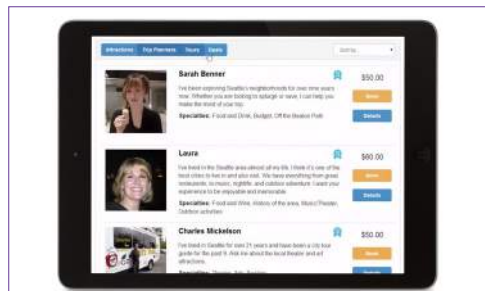 Attractions Trip Planners Tours Deals
Sort by
Sarah Benner
$50.00
I've been exploring Seattle's neighborhoods for over nine years
now. Whether you are looking to splurge or save, I can help you
make the most of your trip.
Book
Specialties: Food and Drink, Budget, Off the Beaten Path
Details
Laura
$60.00
I've lived in the Seattle area almost all my life. I think it's one of the
best cities to live in and also visit. We have everything from great
restaurants, to music, nightlife, and outdoor adventure. I want your
experience to be enjoyable and memorable.
Book
Specialties: Food and Wine, History of the area, Music/Theater,
Outdoor activities
Details
Charles Mickelson
$50.00
I've lived in Seattle for over 21 years and have been a city tour
guide for the past 9. Ask me about the local theater and art
attractions.
Book
Details